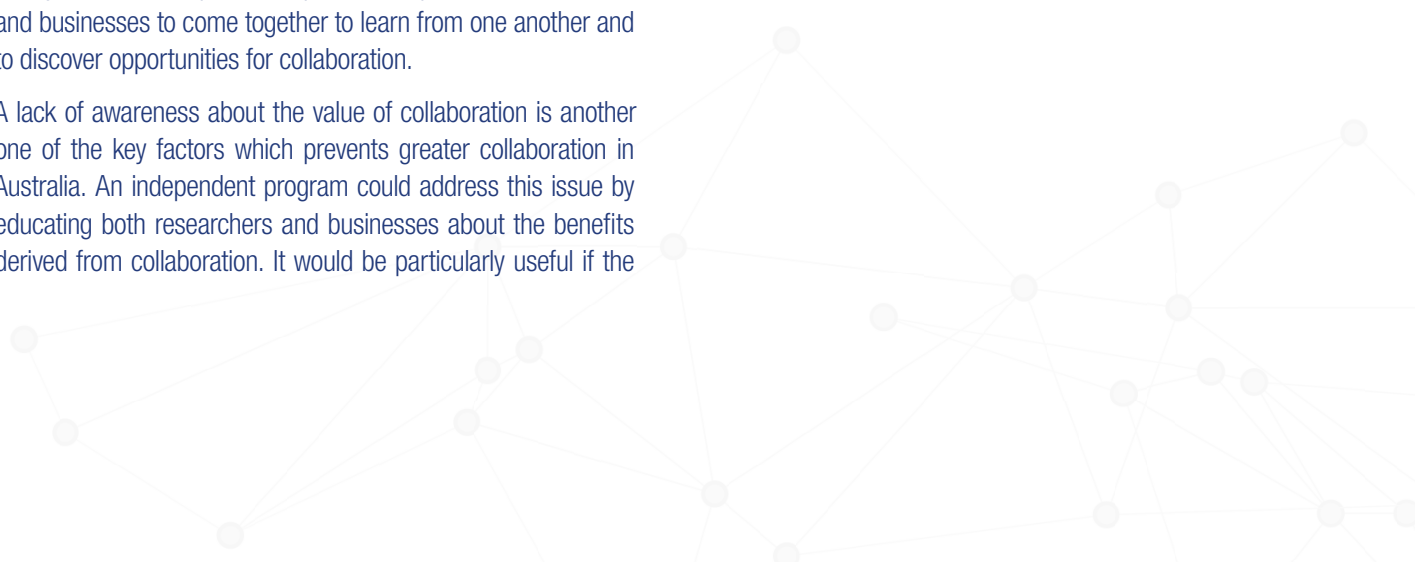 and businesses to come together to learn from one another and
to discover opportunities for collaboration.
A lack of awareness about the value of collaboration is another
one of the key factors which prevents greater collaboration in
Australia. An independent program could address this issue by
educating both researchers and businesses about the benefits
derived from collaboration. It would be particularly useful if the